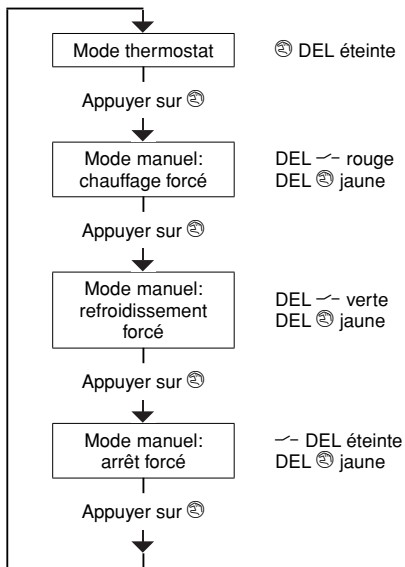 Mode thermostat
DEL éteinte
Appuyer sur
Mode manuel:
chauffage forcé
DEL rouge
DEL jaune
Appuyer sur
Mode manuel:
refroidissement
forcé
DEL verte
DEL jaune
Appuyer sur
Mode manuel:
arrêt forcé
DEL éteinte
DEL jaune
Appuyer sur